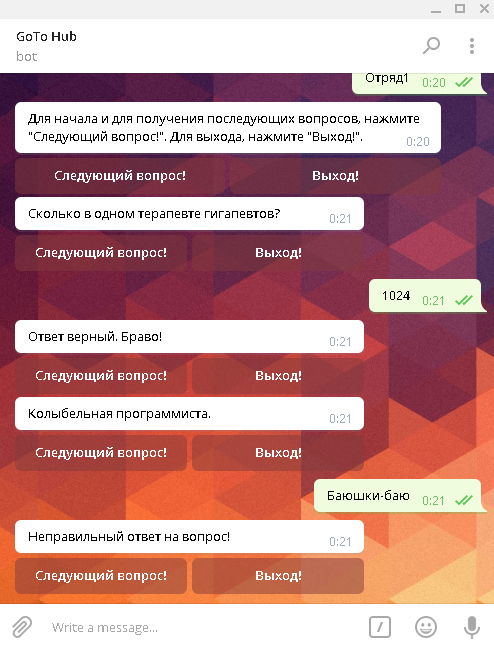 GoTo Hub
bot
Отряд1 0:20
Для начала и для получения последующих вопросов, нажмите
"Следующий вопрос!". Для выхода, нажмите "Выход!". 0:20
Следующий вопрос! Выход!
Сколько в одном терапевте гигапевтов? 0:21
Следующий вопрос! Выход!
1024 0:21
Ответ верный. Браво! 0:21
Следующий вопрос! Выход!
Колыбельная программиста. 0:21
Следующий вопрос! Выход!
Баюшки-баю 0:21
Неправильный ответ на вопрос! 0:21
Следующий вопрос! Выход!
Write a message...